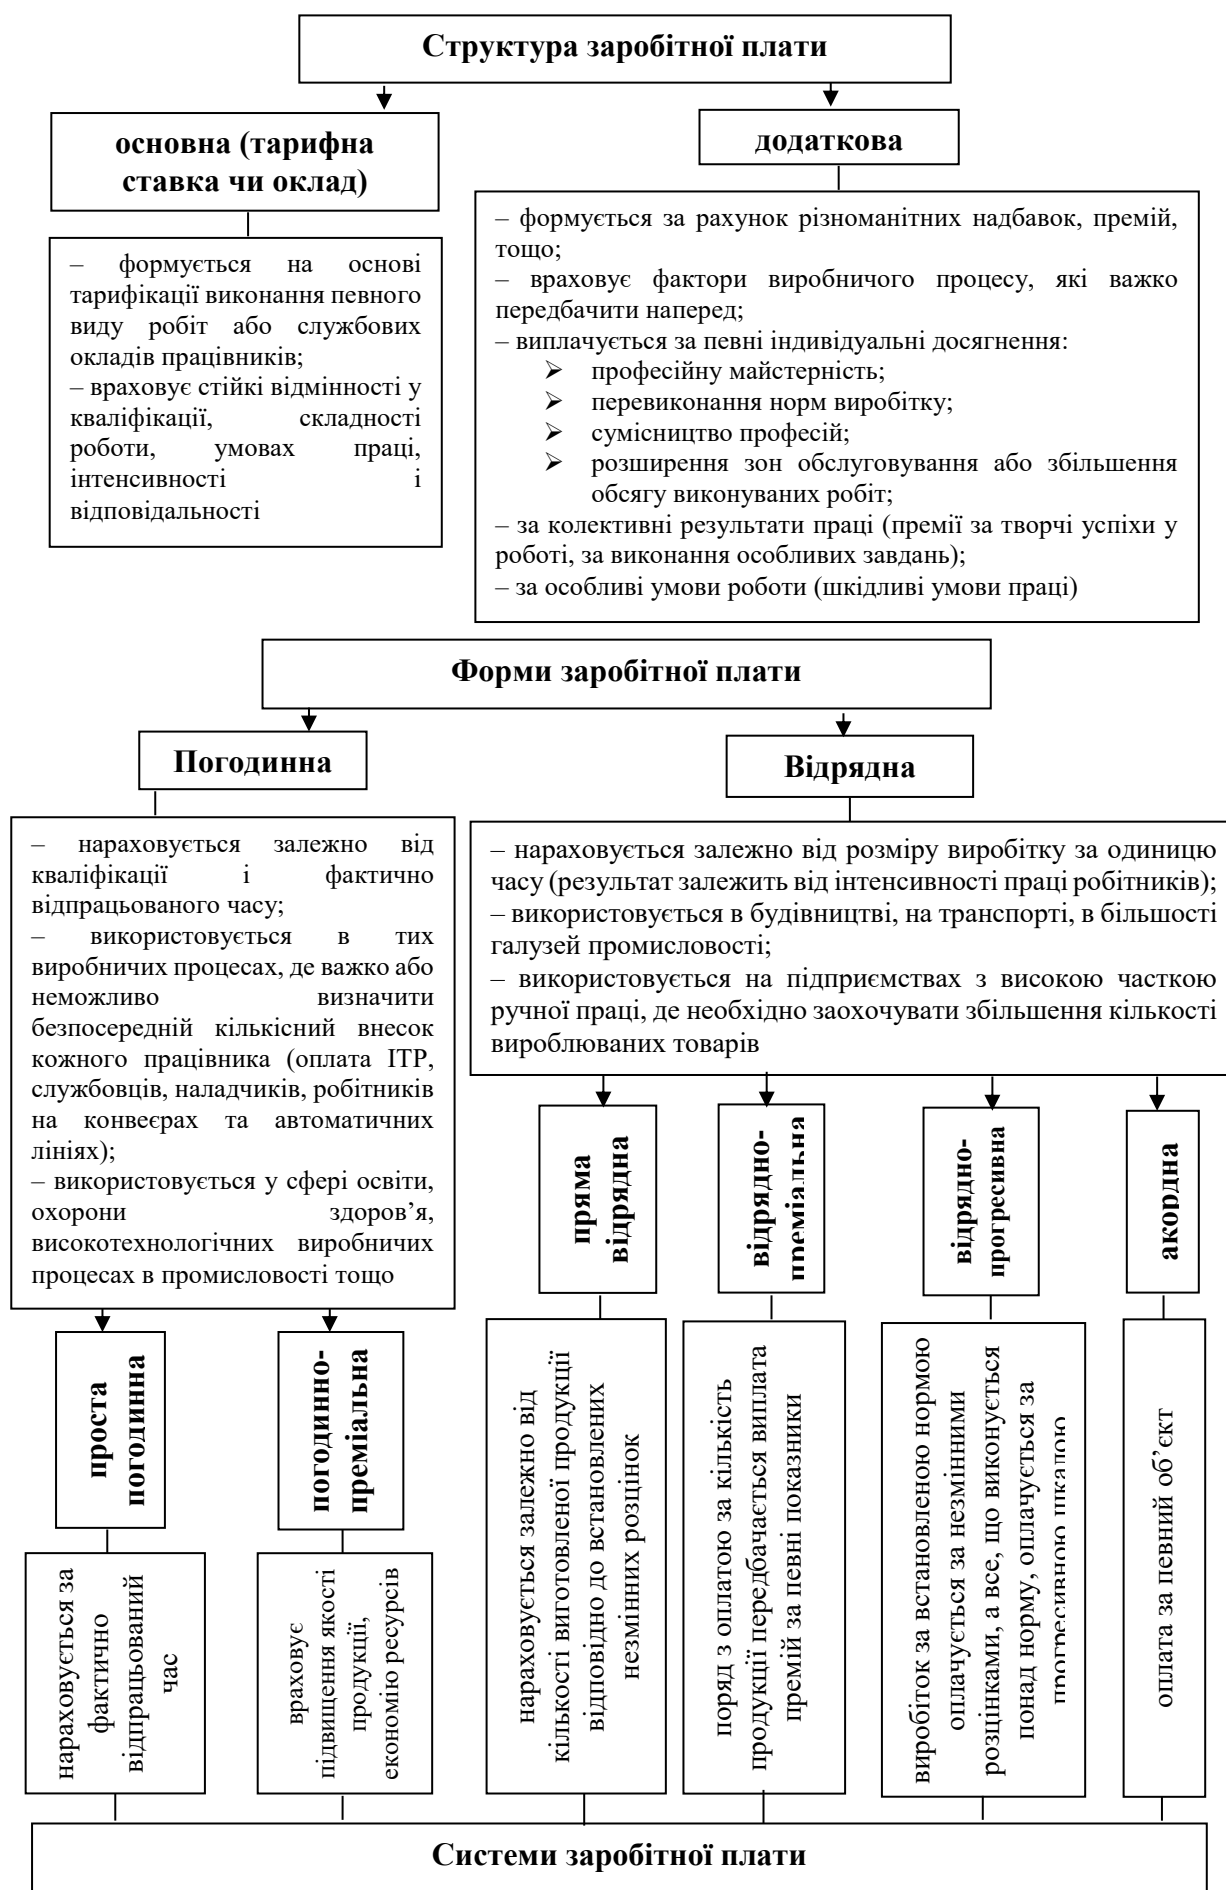 Структура заробітної плати
основна (тарифна
ставка чи оклад)
– формується на основі
тарифікації виконання певного
виду робіт або службових
окладів працівників;
– враховує стійкі відмінності у
кваліфікації, складності
роботи, умовах праці,
інтенсивності і
відповідальності
додаткова
– формується за рахунок різноманітних надбавок, премій,
тощо;
– враховує фактори виробничого процесу, які важко
передбачити наперед;
– виплачується за певні індивідуальні досягнення:
➢ професійну майстерність;
➢ перевиконання норм виробітку;
➢ сумісництво професій;
➢ розширення зон обслуговування або збільшення
обсягу виконуваних робіт;
– за колективні результати праці (премії за творчі успіхи у
роботі, за виконання особливих завдань);
– за особливі умови роботи (шкідливі умови праці)
Форми заробітної плати
Погодинна
– нараховується залежно від
кваліфікації і фактично
відпрацьованого часу;
– використовується в тих
виробничих процесах, де важко або
неможливо визначити
безпосередній кількісний внесок
кожного працівника (оплата ІТР,
службовців, наладчиків, робітників
на конвеєрах та автоматичних
лініях);
– використовується у сфері освіти,
охорони здоров’я,
високотехнологічних виробничих
процесах в промисловості тощо
Відрядна
– нараховується залежно від розміру виробітку за одиницю
часу (результат залежить від інтенсивності праці робітників);
– використовується в будівництві, на транспорті, в більшості
галузей промисловості;
– використовується на підприємствах з високою часткою
ручної праці, де необхідно заохочувати збільшення кількості
вироблюваних товарів
проста
погодинна
нараховується за
фактично
відпрацьований
час
погодинно-
преміальна
враховує
підвищення якості
продукції,
економію ресурсів
пряма
відрядна
нараховується залежно від
кількості виготовленої продукції
відповідно до встановлених
незмінних розцінок
відрядно-
преміальна
поряд з оплатою за кількість
продукції передбачається виплата
премій за певні показники
відрядно-
прогресивна
виробіток за встановленою нормою
оплачується за незмінними
розцінками, а все, що виконується
понад норму, оплачується за
прогресивною шкалою
акордна
оплата за певний об’єкт
Системи заробітної плати